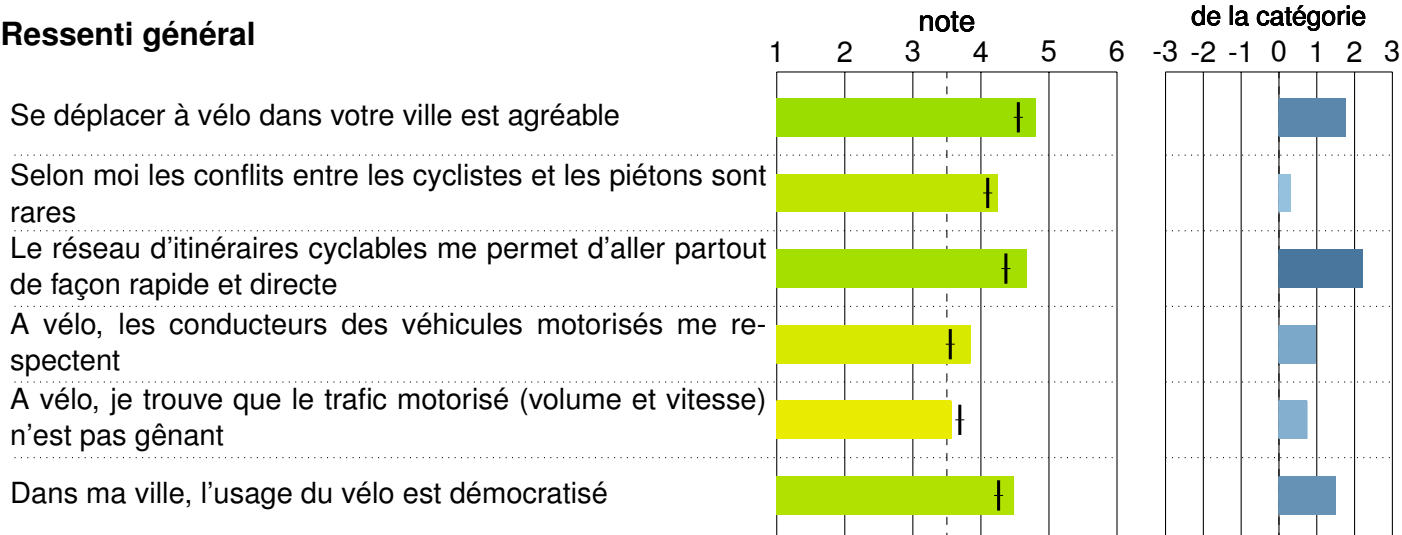 Ressenti général
note
de la catégorie
1 2 3 4 5 6
-3 -2 -1 0 1 2 3
Se déplacer à vélo dans votre ville est agréable
Selon moi les conflits entre les cyclistes et les piétons sont
rares
Le réseau d'itinéraires cyclables me permet d'aller partout
de façon rapide et directe
A vélo, les conducteurs des véhicules motorisés me re-
spectent
A vélo, je trouve que le trafic motorisé (volume et vitesse)
n'est pas gênant
Dans ma ville, l'usage du vélo est démocratisé